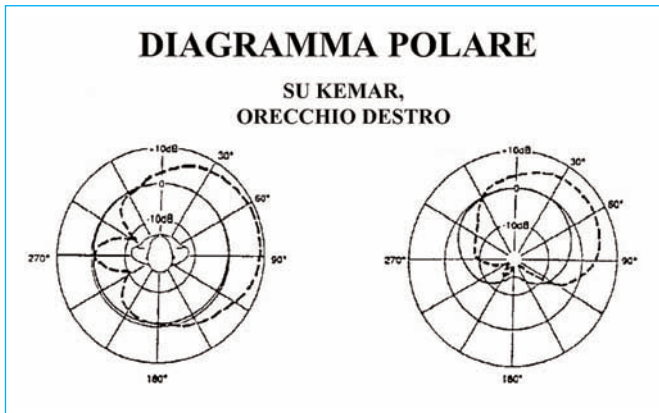 DIAGRAMMA POLARE
SU KEMAR,
ORECCHIO DESTRO
+10dB
30°
0
60°
-10dB
270°
90°
180°
+10dB
30°
0
60°
-10dB
270°
90°
180°